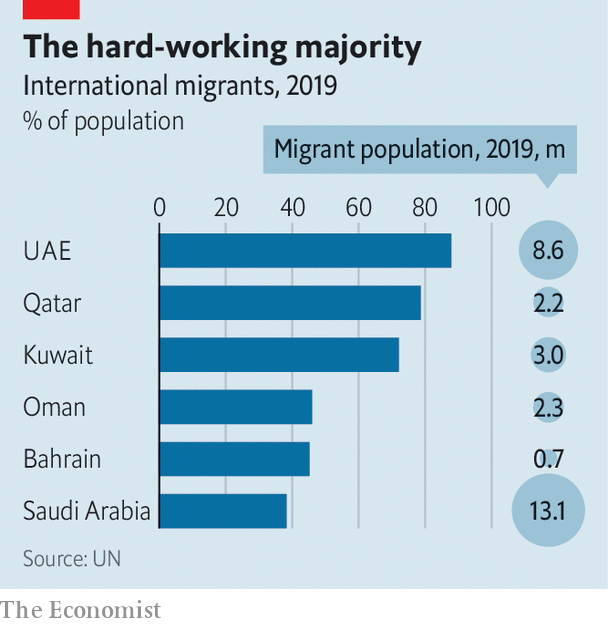 The hard-working majority
International migrants, 2019
% of population
Migrant population, 2019, m
0 20 40 60 80 100
UAE 8.6
Qatar 2.2
Kuwait 3.0
Oman 2.3
Bahrain 0.7
Saudi Arabia 13.1
Source: UN
The Economist